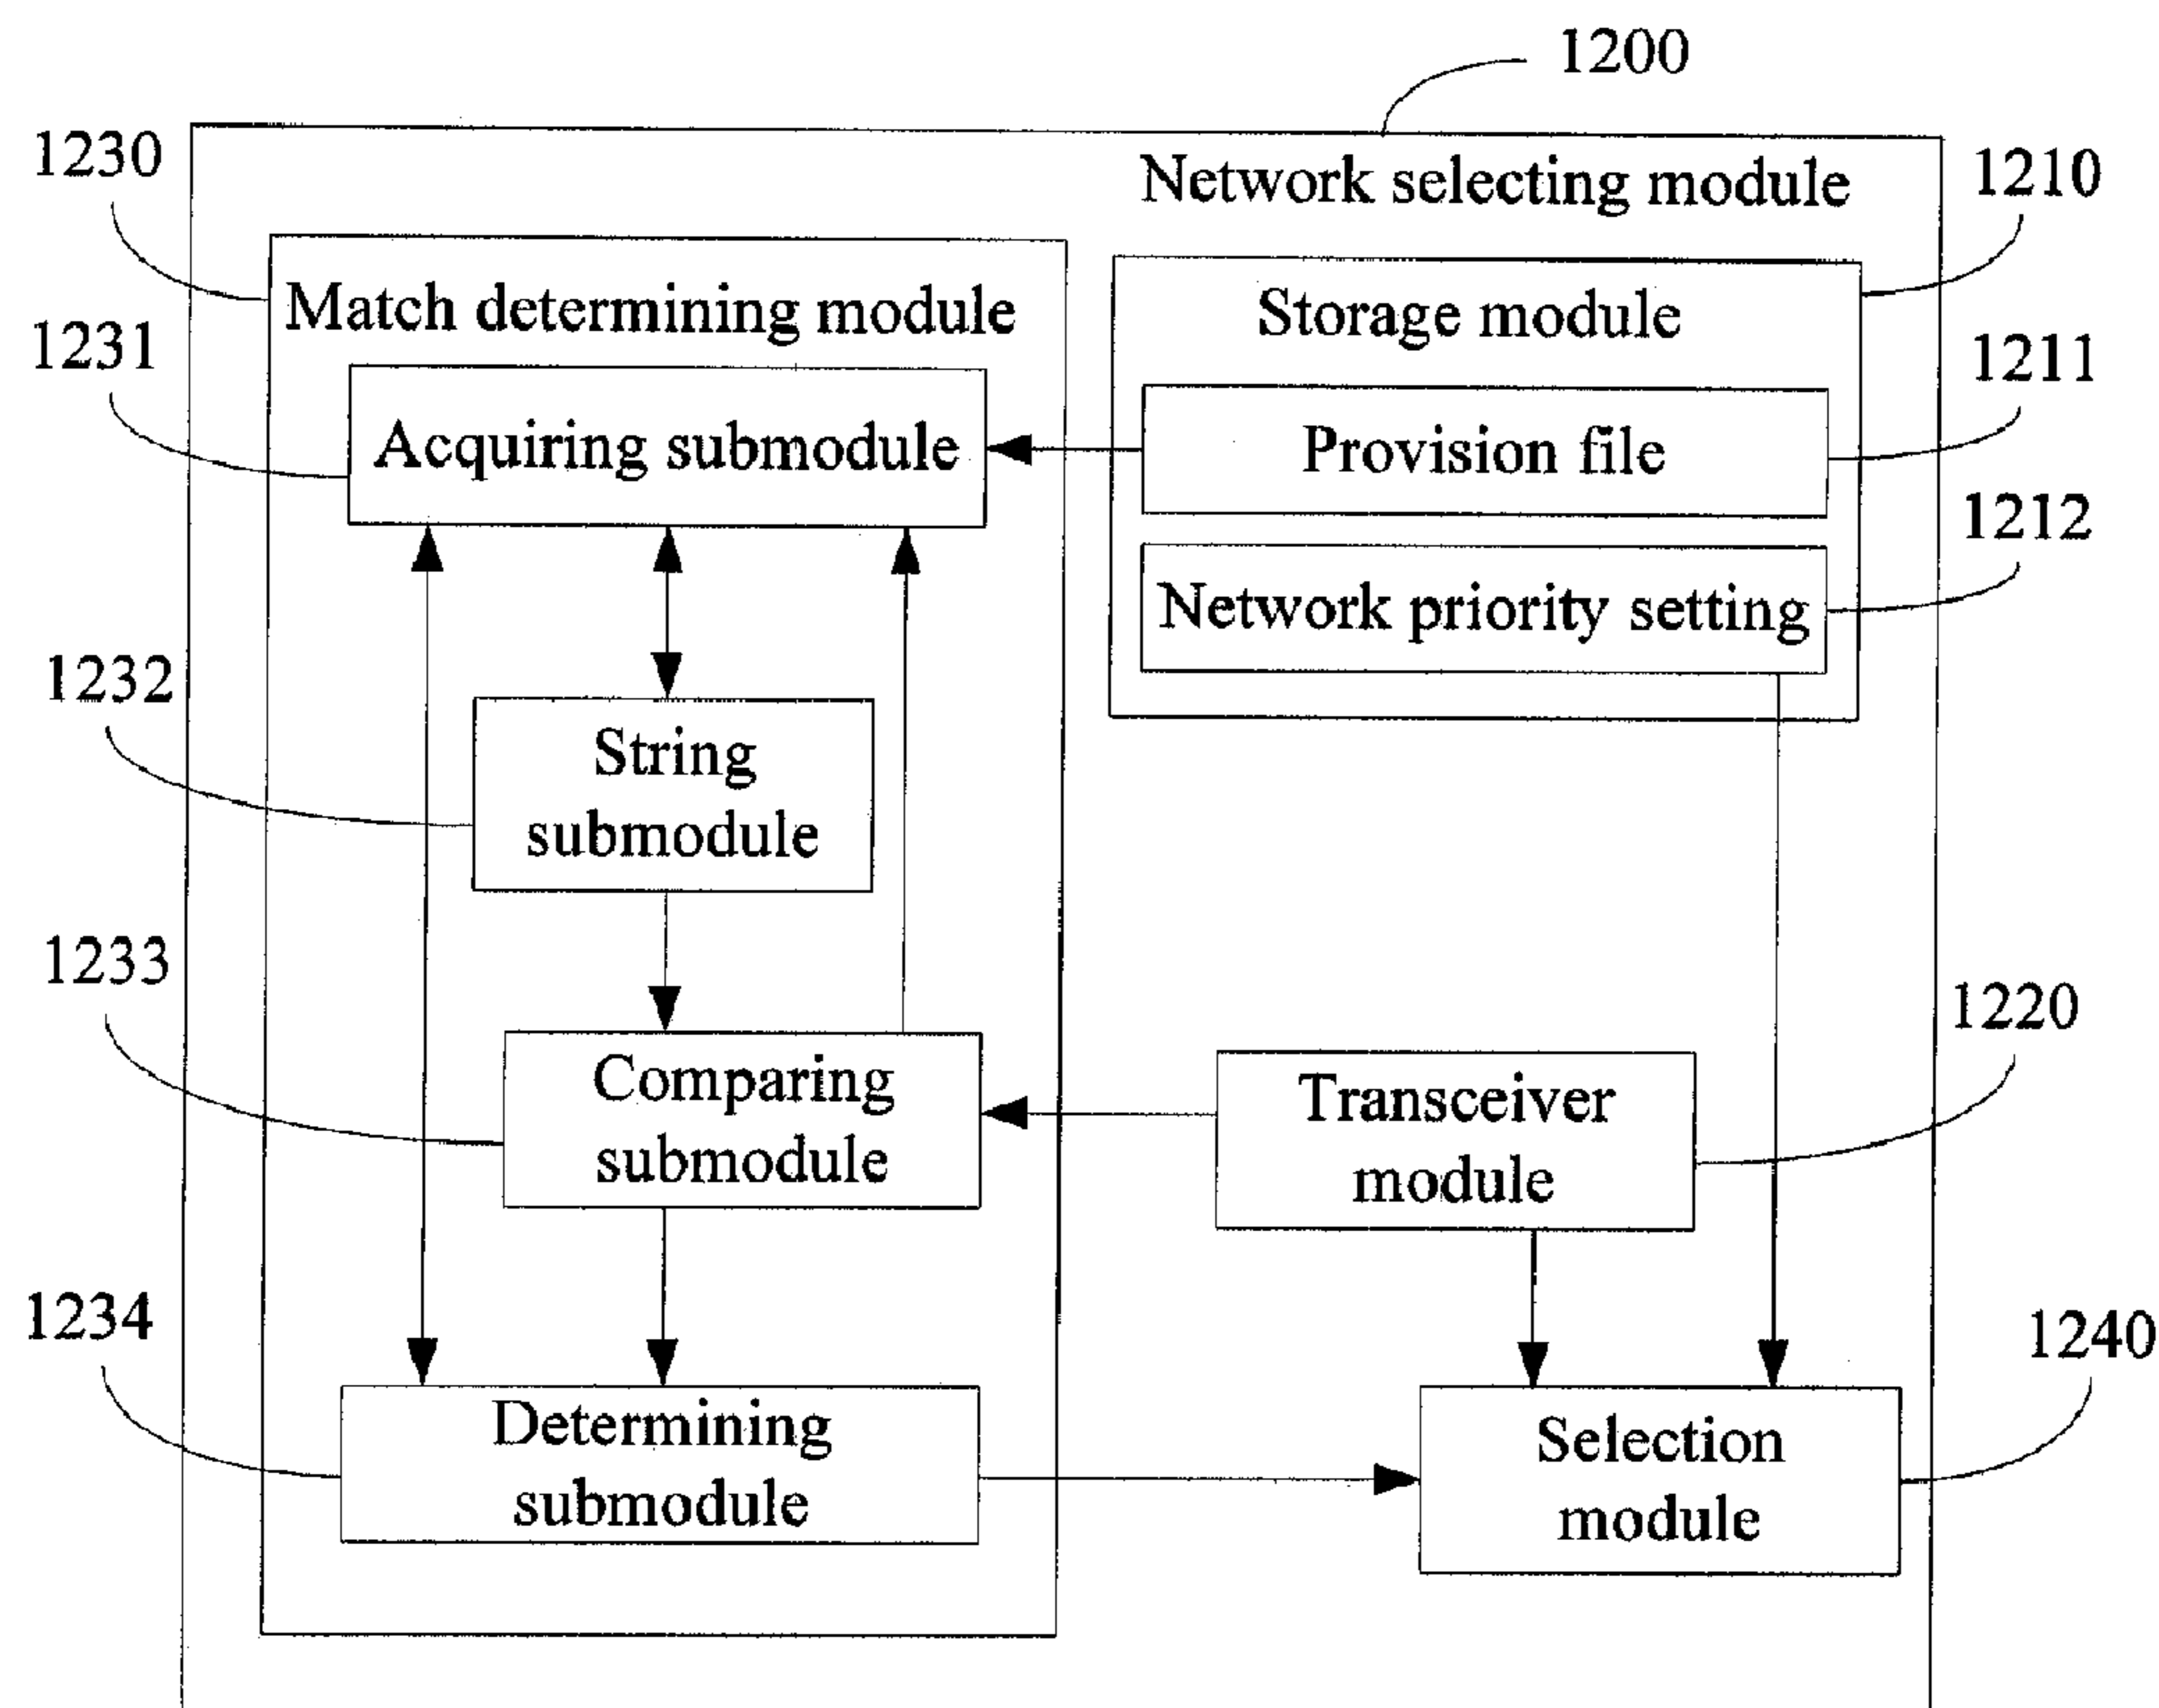 1200
1230
Network selecting module
1210
Match determining module
Storage module
1231
1211
Acquiring submodule
Provision file
1212
Network priority setting
1232
String
submodule
1233
1220
Comparing
submodule
Transceiver
module
1234
1240
Determining
submodule
Selection
module